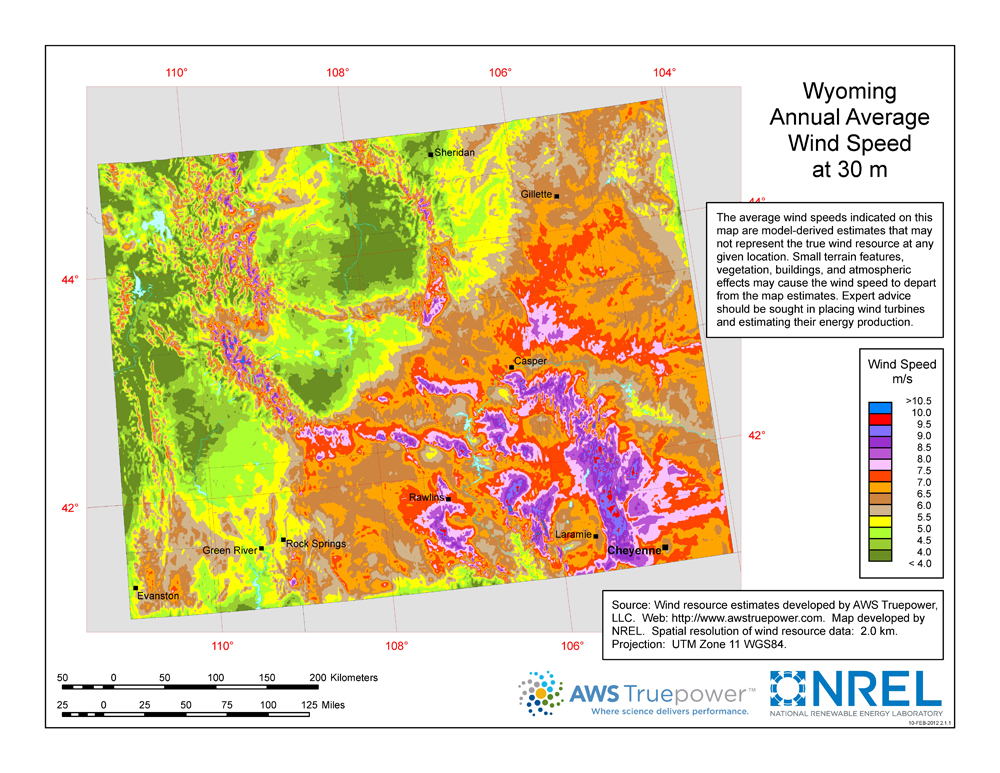 Wyoming
Annual Average
Wind Speed
at 30 m
110° 108° 106° 104°
44°
The average wind speeds indicated on this
map are model-derived estimates that may
not represent the true wind resource at any
given location. Small terrain features,
vegetation, buildings, and atmospheric
effects may cause the wind speed to depart
from the map estimates. Expert advice
should be sought in placing wind turbines
and estimating their energy production.
Sheridan
Gillette
44°
Casper
Wind Speed
m/s
>10.5
10.0
9.5
9.0
8.5
8.0
7.5
7.0
6.5
6.0
5.5
5.0
4.5
4.0
< 4.0
42°
42°
Rawlins
Laramie
Cheyenne
Green River
Rock Springs
Evanston
110° 108° 106°
Source: Wind resource estimates developed by AWS Truepower,
LLC. Web: http://www.awstruepower.com. Map developed by
NREL. Spatial resolution of wind resource data: 2.0 km.
Projection: UTM Zone 11 WGS84.
50 0 50 100 150 200 Kilometers
25 0 25 50 75 100 125 Miles
AWS Truepower™
Where science delivers performance.
NREL
NATIONAL RENEWABLE ENERGY LABORATORY
10-FEB-2012 2.1.1